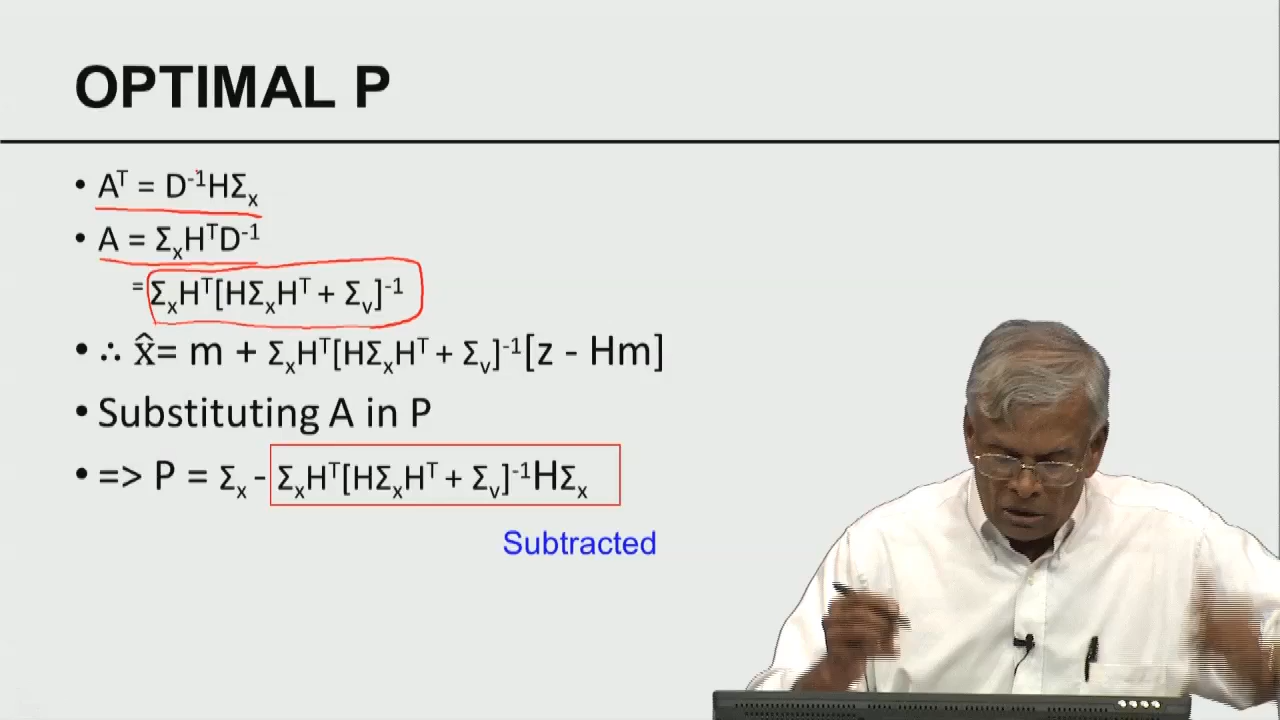 OPTIMAL P
• Aᵀ = D⁻¹HΣₓ
• A = ΣₓHᵀD⁻¹
= ΣₓHᵀ[HΣₓHᵀ + Σᵥ]⁻¹
• ∴ x̂= m + ΣₓHᵀ[HΣₓHᵀ + Σᵥ]⁻¹[z - Hm]
• Substituting A in P
• => P = Σₓ - ΣₓHᵀ[HΣₓHᵀ + Σᵥ]⁻¹HΣₓ
Subtracted